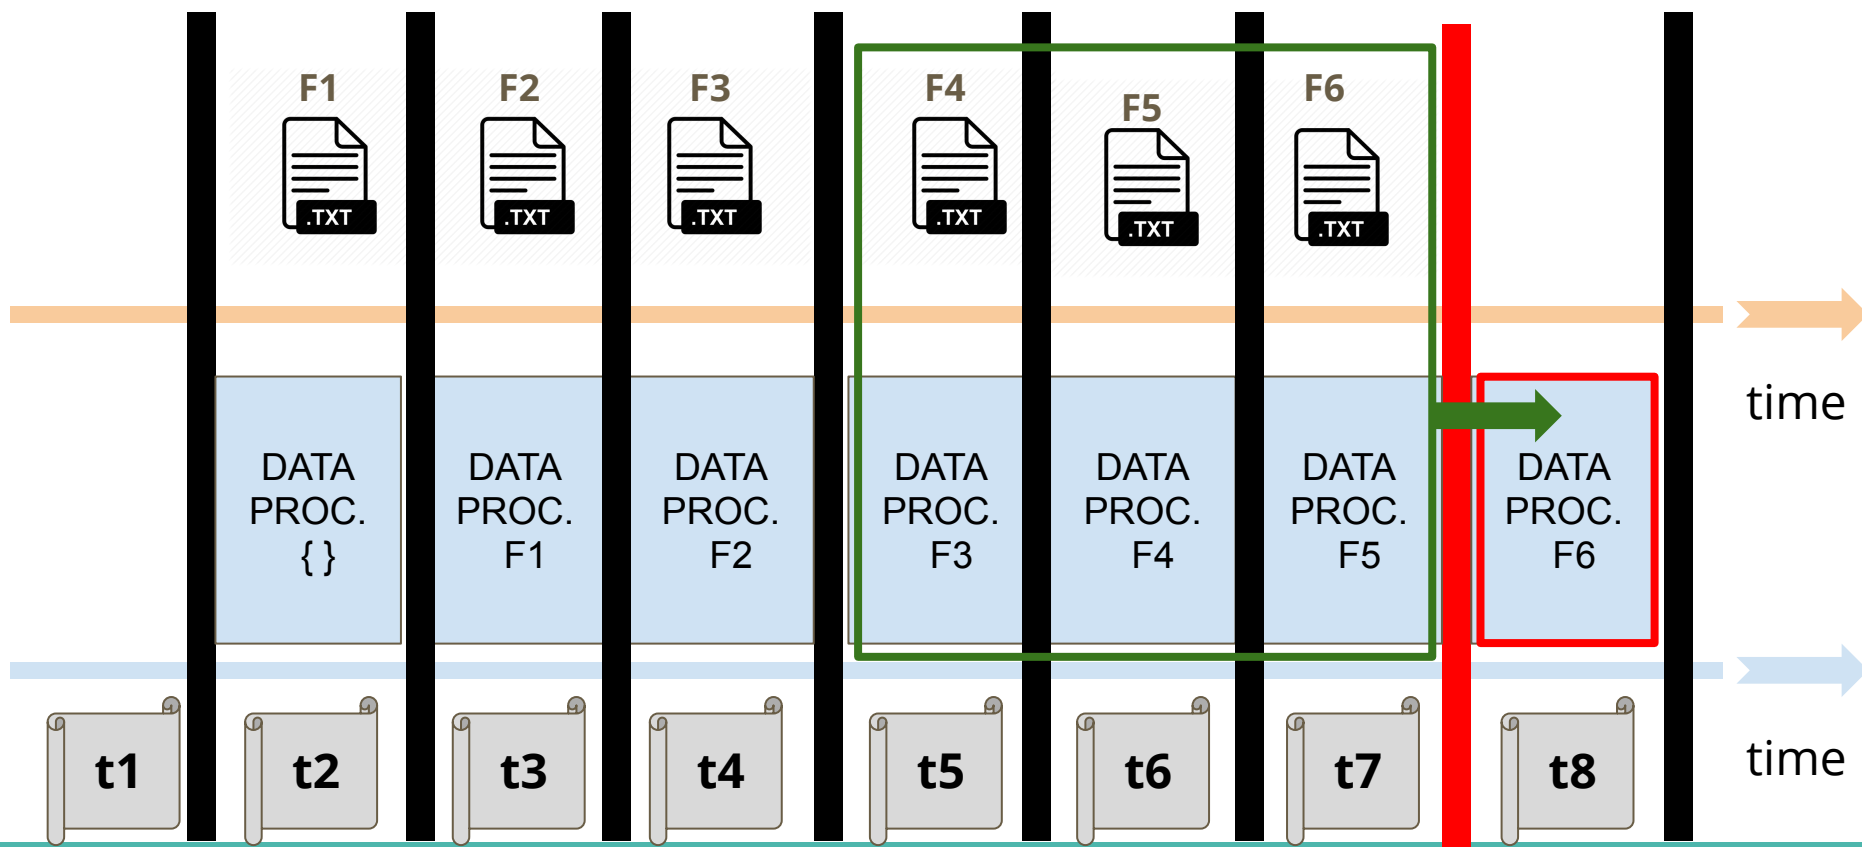 F1
F2
F3
F4
F5
F6
.TXT
.TXT
.TXT
.TXT
.TXT
.TXT
time
DATA
PROC.
{ }
DATA
PROC.
F1
DATA
PROC.
F2
DATA
PROC.
F3
DATA
PROC.
F4
DATA
PROC.
F5
DATA
PROC.
F6
t1
t2
t3
t4
t5
t6
t7
t8
time